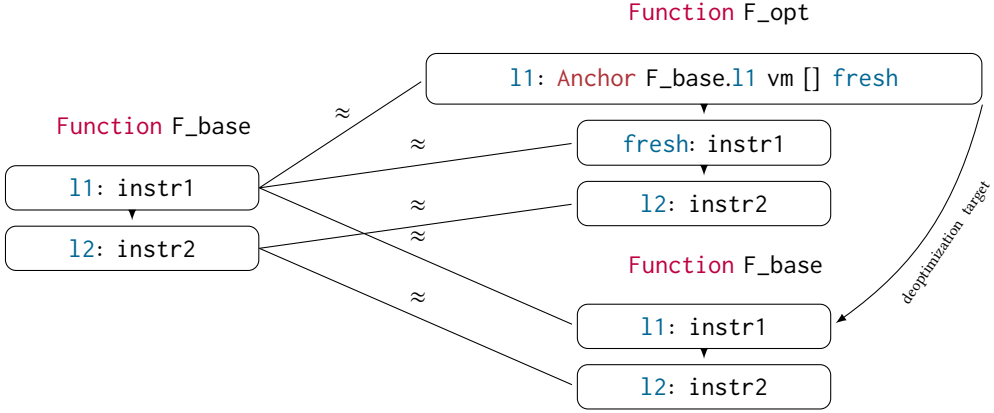 Function F_opt
l1: Anchor F_base.l1 vm [] fresh
≈
Function F_base
≈
fresh: instr1
l1: instr1
≈
l2: instr2
≈
l2: instr2
Function F_base
deoptimization target
≈
l1: instr1
l2: instr2